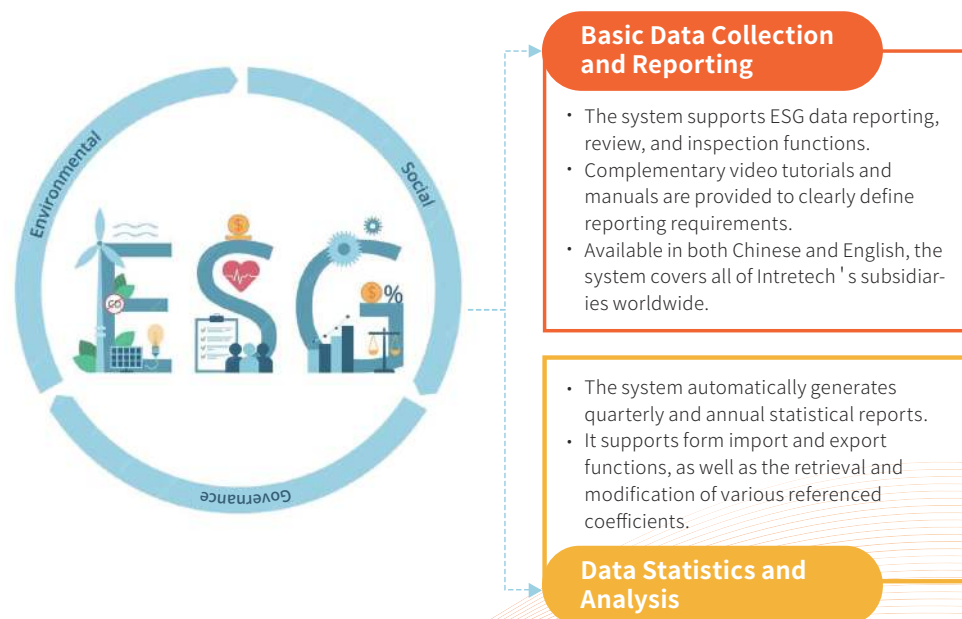 Environmental
Social
Governance
ESG
%
Basic Data Collection
and Reporting
• The system supports ESG data reporting,
review, and inspection functions.
• Complementary video tutorials and
manuals are provided to clearly define
reporting requirements.
• Available in both Chinese and English, the
system covers all of Intretech ' s subsidiar-
ies worldwide.
• The system automatically generates
quarterly and annual statistical reports.
• It supports form import and export
functions, as well as the retrieval and
modification of various referenced
coefficients.
Data Statistics and
Analysis